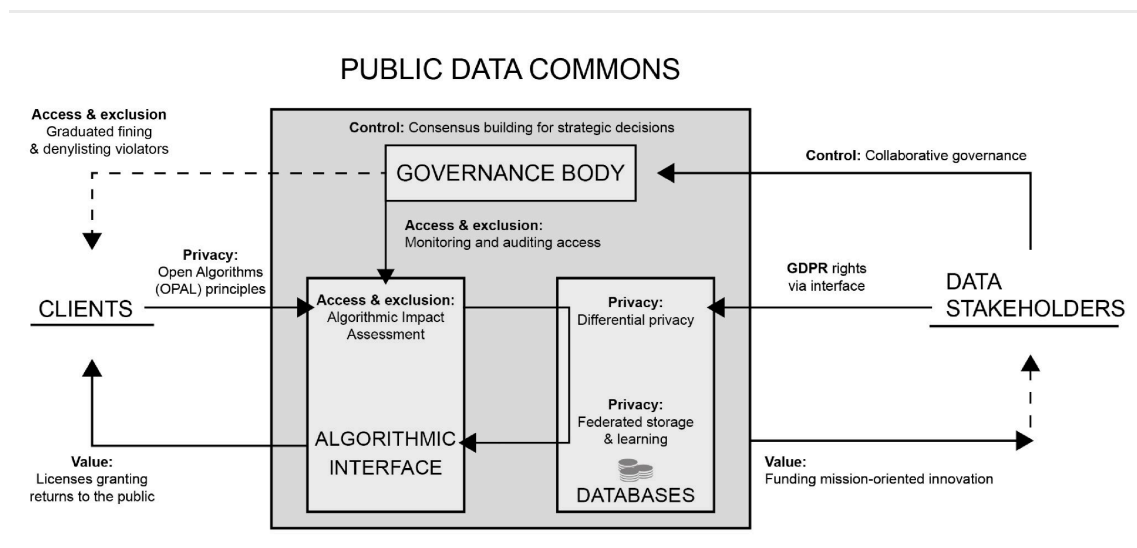 PUBLIC DATA COMMONS
Access & exclusion
Graduated fining
& denylisting violators
Control: Consensus building for strategic decisions
GOVERNANCE BODY
Control: Collaborative governance
Access & exclusion:
Monitoring and auditing access
Privacy:
Open Algorithms
(OPAL) principles
CLIENTS
Access & exclusion:
Algorithmic Impact
Assessment
Privacy:
Differential privacy
GDPR rights
via interface
DATA
STAKEHOLDERS
ALGORITHMIC
INTERFACE
Privacy:
Federated storage
& learning
DATABASES
Value:
Licenses granting
returns to the public
Value:
Funding mission-oriented innovation